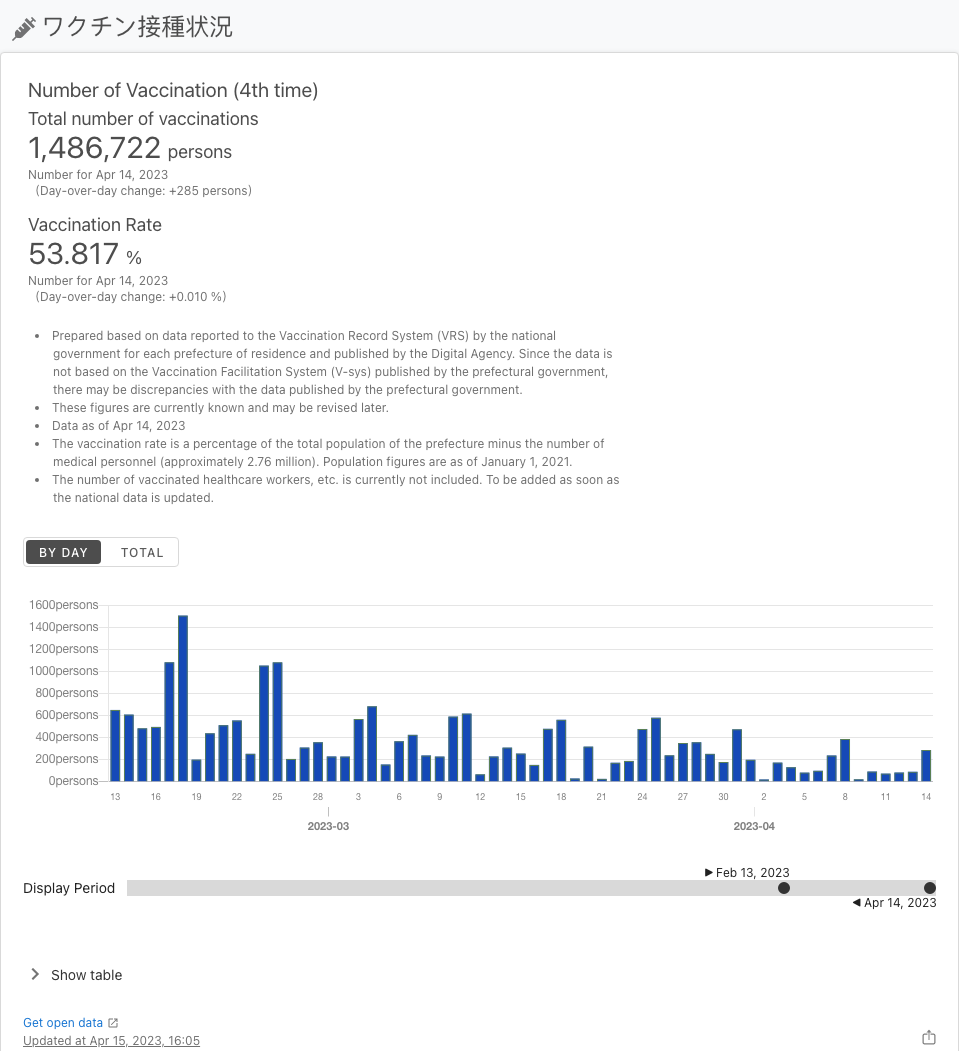 ワクチン接種状況
Number of Vaccination (4th time)
Total number of vaccinations
1,486,722 persons
Number for Apr 14, 2023
(Day-over-day change: +285 persons)
Vaccination Rate
53.817 %
Number for Apr 14, 2023
(Day-over-day change: +0.010 %)
• Prepared based on data reported to the Vaccination Record System (VRS) by the national
government for each prefecture of residence and published by the Digital Agency. Since the data is
not based on the Vaccination Facilitation System (V-sys) published by the prefectural government,
there may be discrepancies with the data published by the prefectural government.
• These figures are currently known and may be revised later.
• Data as of Apr 14, 2023
• The vaccination rate is a percentage of the total population of the prefecture minus the number of
medical personnel (approximately 2.76 million). Population figures are as of January 1, 2021.
• The number of vaccinated healthcare workers, etc. is currently not included. To be added as soon as
the national data is updated.
BY DAY TOTAL
1600persons
1400persons
1200persons
1000persons
800persons
600persons
400persons
200persons
0persons
13 16 19 22 25 28 3 6 9 12 15 18 21 24 27 30 2 5 8 11 14
2023-03 2023-04
Feb 13, 2023
Display Period
Apr 14, 2023
Show table
Get open data
Updated at Apr 15, 2023, 16:05